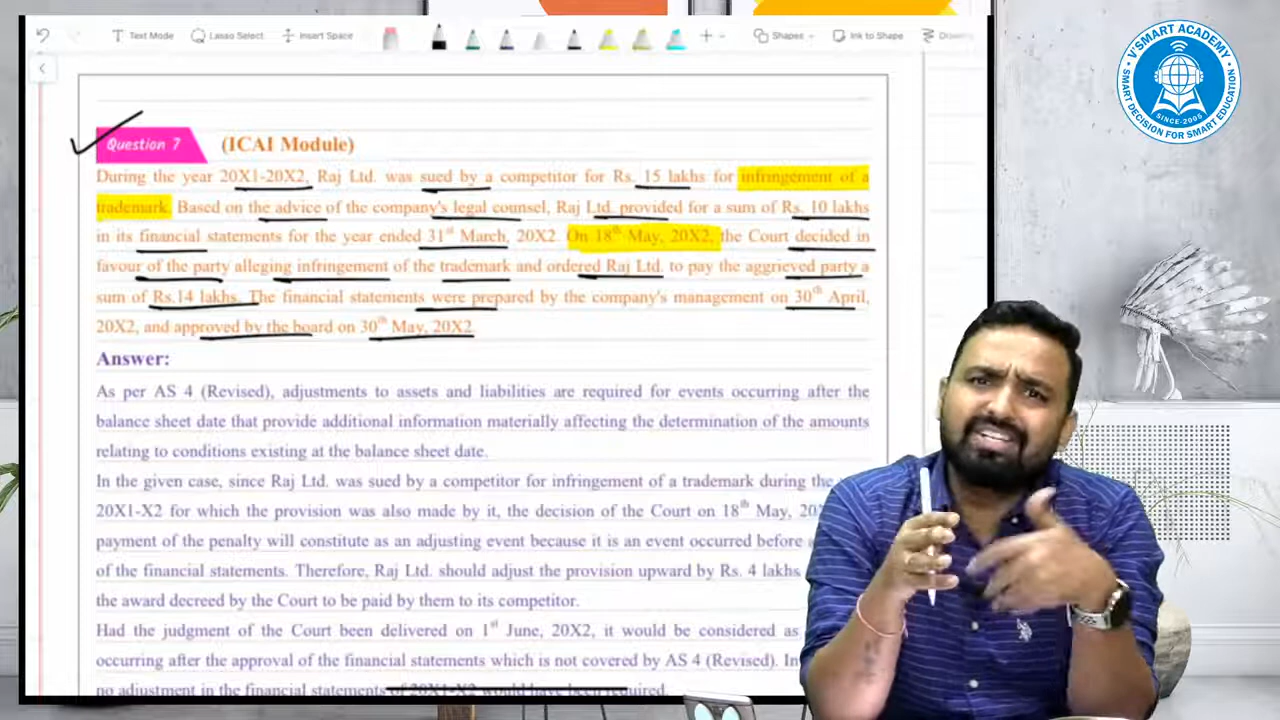 Text Mode
Lasso Select
Insert Space
Shapes
Ink to Shape
V'SMART ACADEMY
SMART DECISION FOR SMART EDUCATION
SINCE-2005
Question 7 (ICAI Module)
During the year 20X1-20X2, Raj Ltd. was sued by a competitor for Rs. 15 lakhs for infringement of a
trademark. Based on the advice of the company's legal counsel, Raj Ltd. provided for a sum of Rs. 10 lakhs
in its financial statements for the year ended 31st March, 20X2. On 18th May, 20X2, the Court decided in
favour of the party alleging infringement of the trademark and ordered Raj Ltd. to pay the aggrieved party a
sum of Rs.14 lakhs. The financial statements were prepared by the company's management on 30th April,
20X2, and approved by the board on 30th May, 20X2.
Answer:
As per AS 4 (Revised), adjustments to assets and liabilities are required for events occurring after the
balance sheet date that provide additional information materially affecting the determination of the amounts
relating to conditions existing at the balance sheet date.
In the given case, since Raj Ltd. was sued by a competitor for infringement of a trademark during the
20X1-X2 for which the provision was also made by it, the decision of the Court on 18th May,
payment of the penalty will constitute as an adjusting event because it is an event occurred before
of the financial statements. Therefore, Raj Ltd. should adjust the provision upward by Rs. 4 lakhs
the award decreed by the Court to be paid by them to its competitor.
Had the judgment of the Court been delivered on 1st June, 20X2, it would be considered as
occurring after the approval of the financial statements which is not covered by AS 4 (Revised). In
no adjustment in the financial statements of 20X1-X2 would have been required.